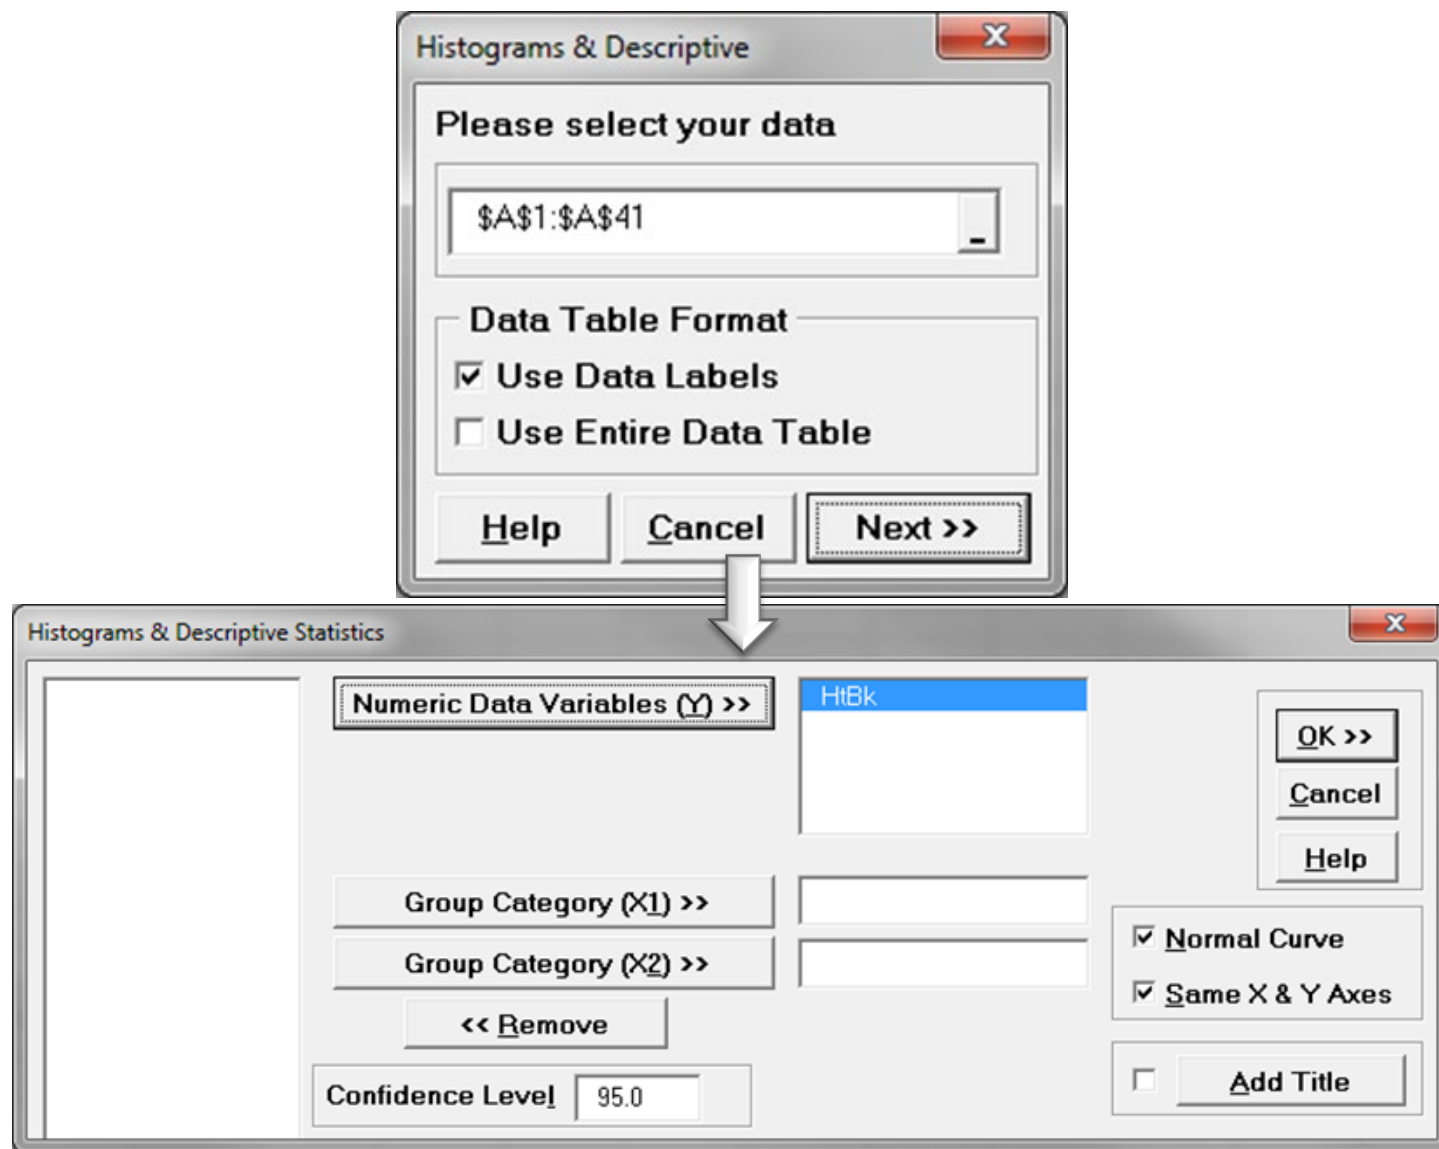 Histograms & Descriptive
Please select your data
$A$1:$A$41
Data Table Format
Use Data Labels
Use Entire Data Table
Help Cancel Next >>
Histograms & Descriptive Statistics
Numeric Data Variables (Y) >> HtBk
OK >>
Cancel
Help
Group Category (X1) >>
Group Category (X2) >>
<< Remove
Normal Curve
Same X & Y Axes
Confidence Level 95.0
Add Title